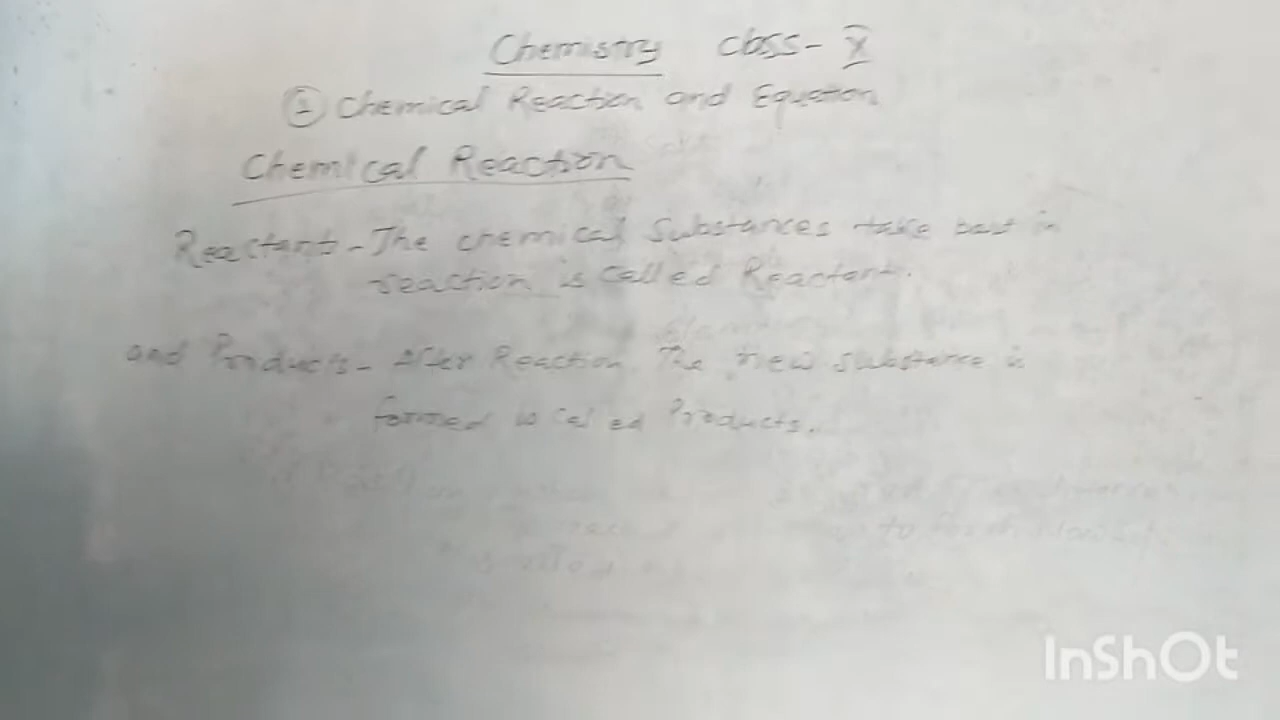 Chemistry Class - X
① Chemical Reaction and Equation
Chemical Reaction
Reactants - The chemical Substances take part in
reaction is called Reactant.
and Products - After Reaction The new substance is
formed is Called Products.
InShOt